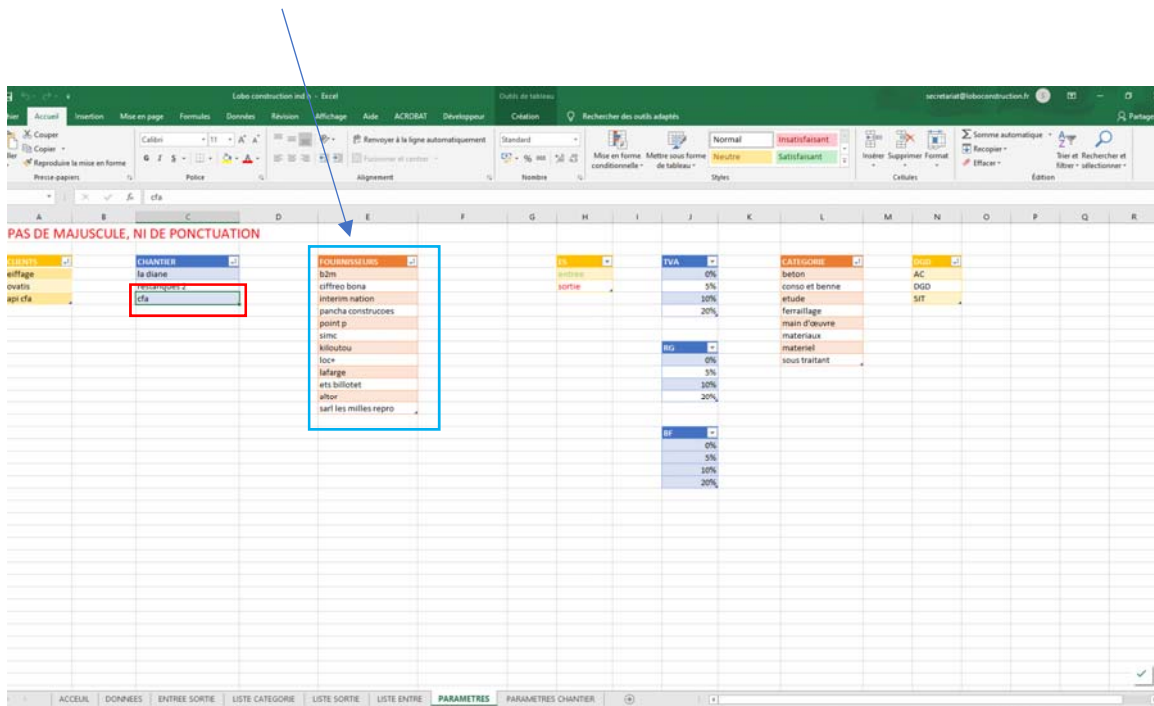 Lobo construction ind b - Excel
Outils de tableau
secretariat@loboconstruction.fr
Accueil Insertion Mise en page Formules Données Révision Affichage Aide ACROBAT Développeur Création Rechercher des outils adaptés Partage
Couper
Copier
Reproduire la mise en forme
Presse-papiers
Calibri 11
G I S
Police
Renvoyer à la ligne automatiquement
Fusionner et centrer
Alignement
Standard
Nombre
Mise en forme conditionnelle
Mettre sous forme de tableau
Normal Insatisfaisant
Neutre Satisfaisant
Styles
Insérer Supprimer Format
Cellules
Somme automatique
Recopier
Effacer
Trier et filtrer
Rechercher et sélectionner
Édition
cfa
A B C D E F G H I J K L M N O P Q R
PAS DE MAJUSCULE, NI DE PONCTUATION
CLIENTS
eiffage
ovatis
api cfa
CHANTIER
la diane
restanques 2
cfa
FOURNISSEURS
b2m
ciffreo bona
interim nation
pancha construcoes
point p
simc
kiloutou
loc+
lafarge
ets billotet
altor
sarl les milles repro
ES
entree
sortie
TVA
0%
5%
10%
20%
RG
0%
5%
10%
20%
BF
0%
5%
10%
20%
CATEGORIE
beton
conso et benne
etude
ferraillage
main d'œuvre
materiaux
materiel
sous traitant
DGD
AC
DGD
SIT
ACCEUIL DONNEES ENTREE SORTIE LISTE CATEGORIE LISTE SORTIE LISTE ENTRE PARAMETRES PARAMETRES CHANTIER